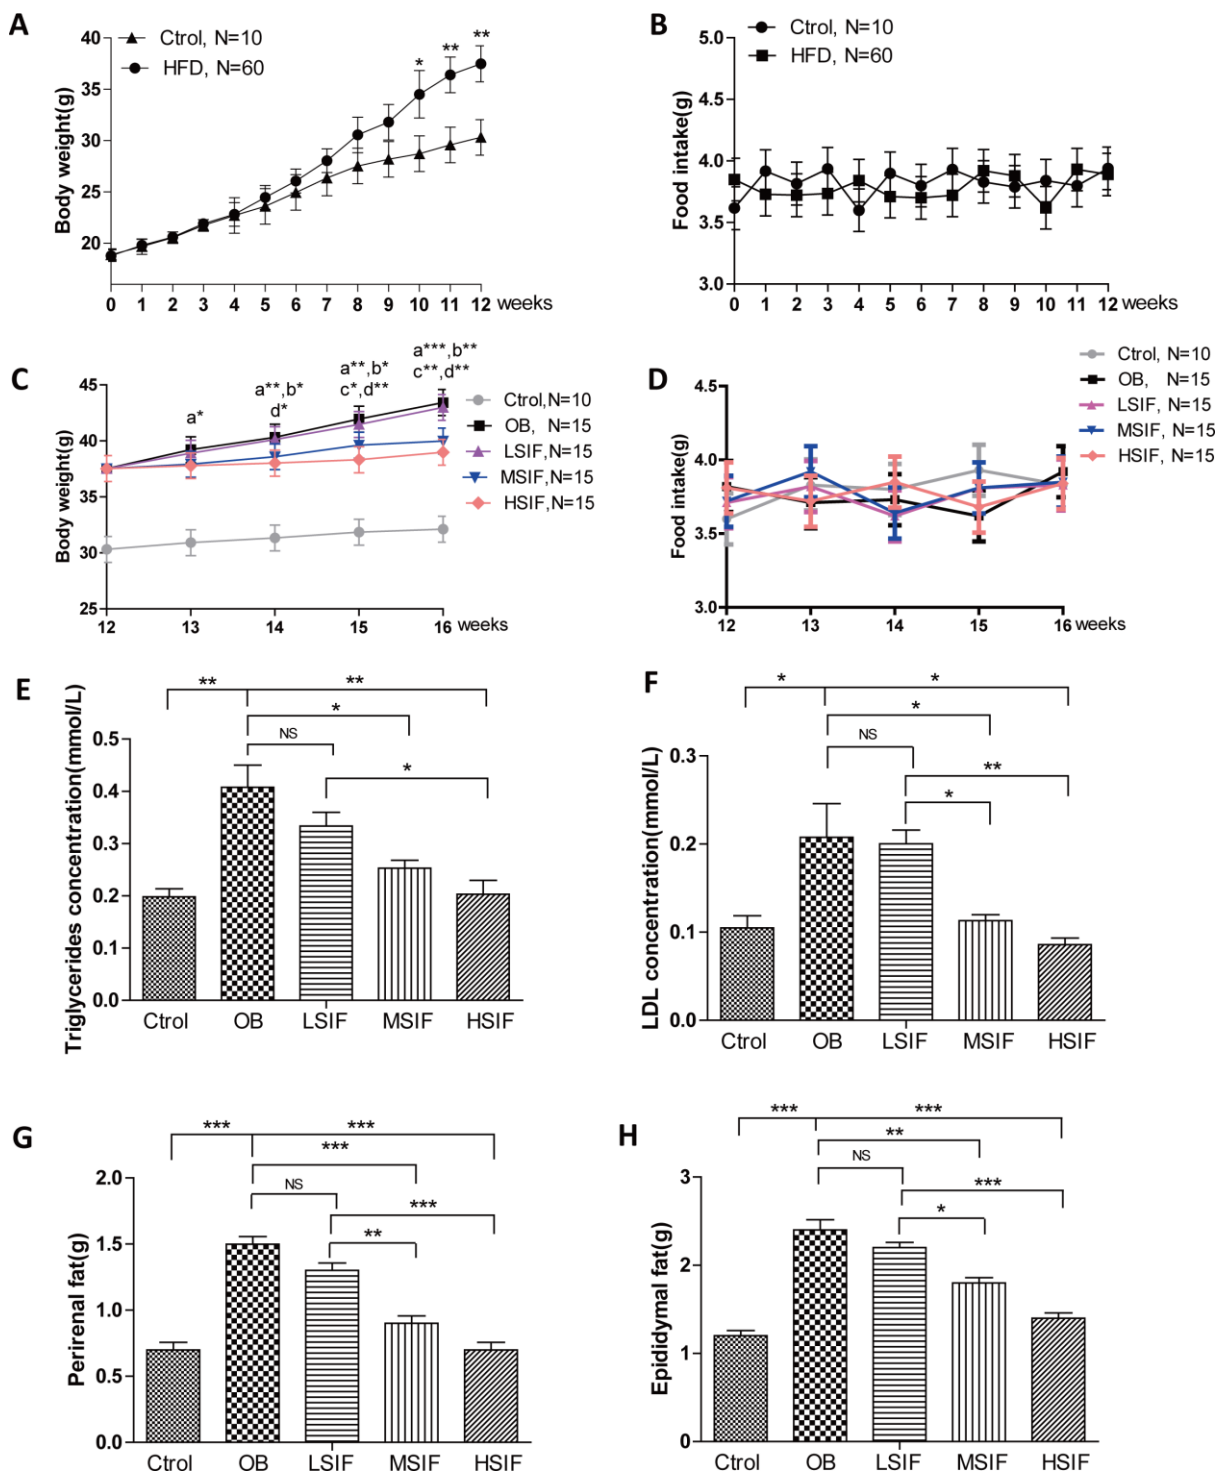 A
Ctrol, N=10
HFD, N=60
Body weight(g)
40
30
25
20
* ** **
0 1 2 3 4 5 6 7 8 9 10 11 12 weeks
B
Ctrol, N=10
HFD, N=60
Food intake(g)
5.0
4.5
4.0
3.5
3.0
0 1 2 3 4 5 6 7 8 9 10 11 12 weeks
C
Body weight(g)
45
40
35
30
25
a*
a**,b*
d*
a**,b*
c*,d**
a***,b**
c**,d**
Ctrol,N=10
OB, N=15
LSIF,N=15
MSIF,N=15
HSIF,N=15
12 13 14 15 16 weeks
D
Food intake(g)
4.5
4.0
3.5
3.0
Ctrol, N=10
OB, N=15
LSIF, N=15
MSIF, N=15
HSIF, N=15
12 13 14 15 16 weeks
E
Triglycerides concentration(mmol/L)
** **
*
NS
*
0.5
0.4
0.3
0.2
0.1
0.0
Ctrol OB LSIF MSIF HSIF
F
LDL concentration(mmol/L)
* *
*
NS
**
*
0.3
0.2
0.1
0.0
Ctrol OB LSIF MSIF HSIF
G
Perirenal fat(g)
*** ***
***
NS
***
**
2.0
1.5
1.0
0.5
0.0
Ctrol OB LSIF MSIF HSIF
H
Epididymal fat(g)
*** ***
**
NS
***
*
3
2
1
0
Ctrol OB LSIF MSIF HSIF